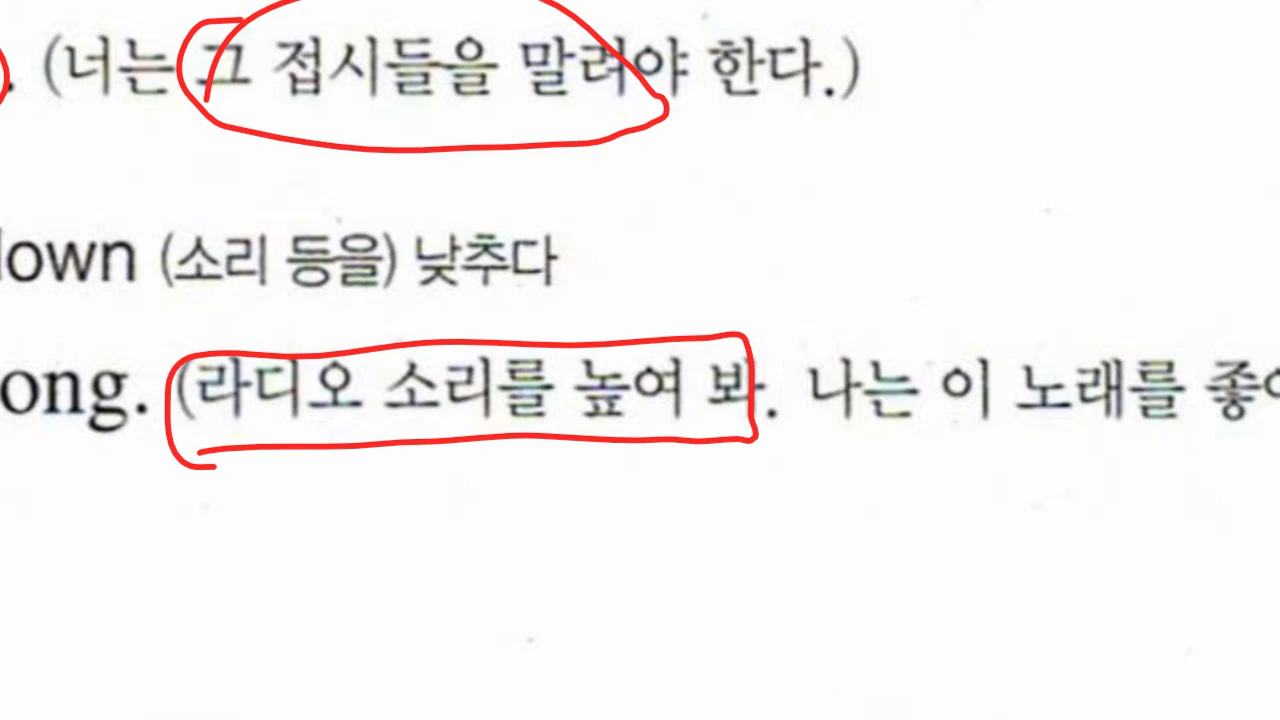 . (너는 그 접시들을 말려야 한다.)
own (소리 등을) 낮추다
ong. (라디오 소리를 높여 봐. 나는 이 노래를